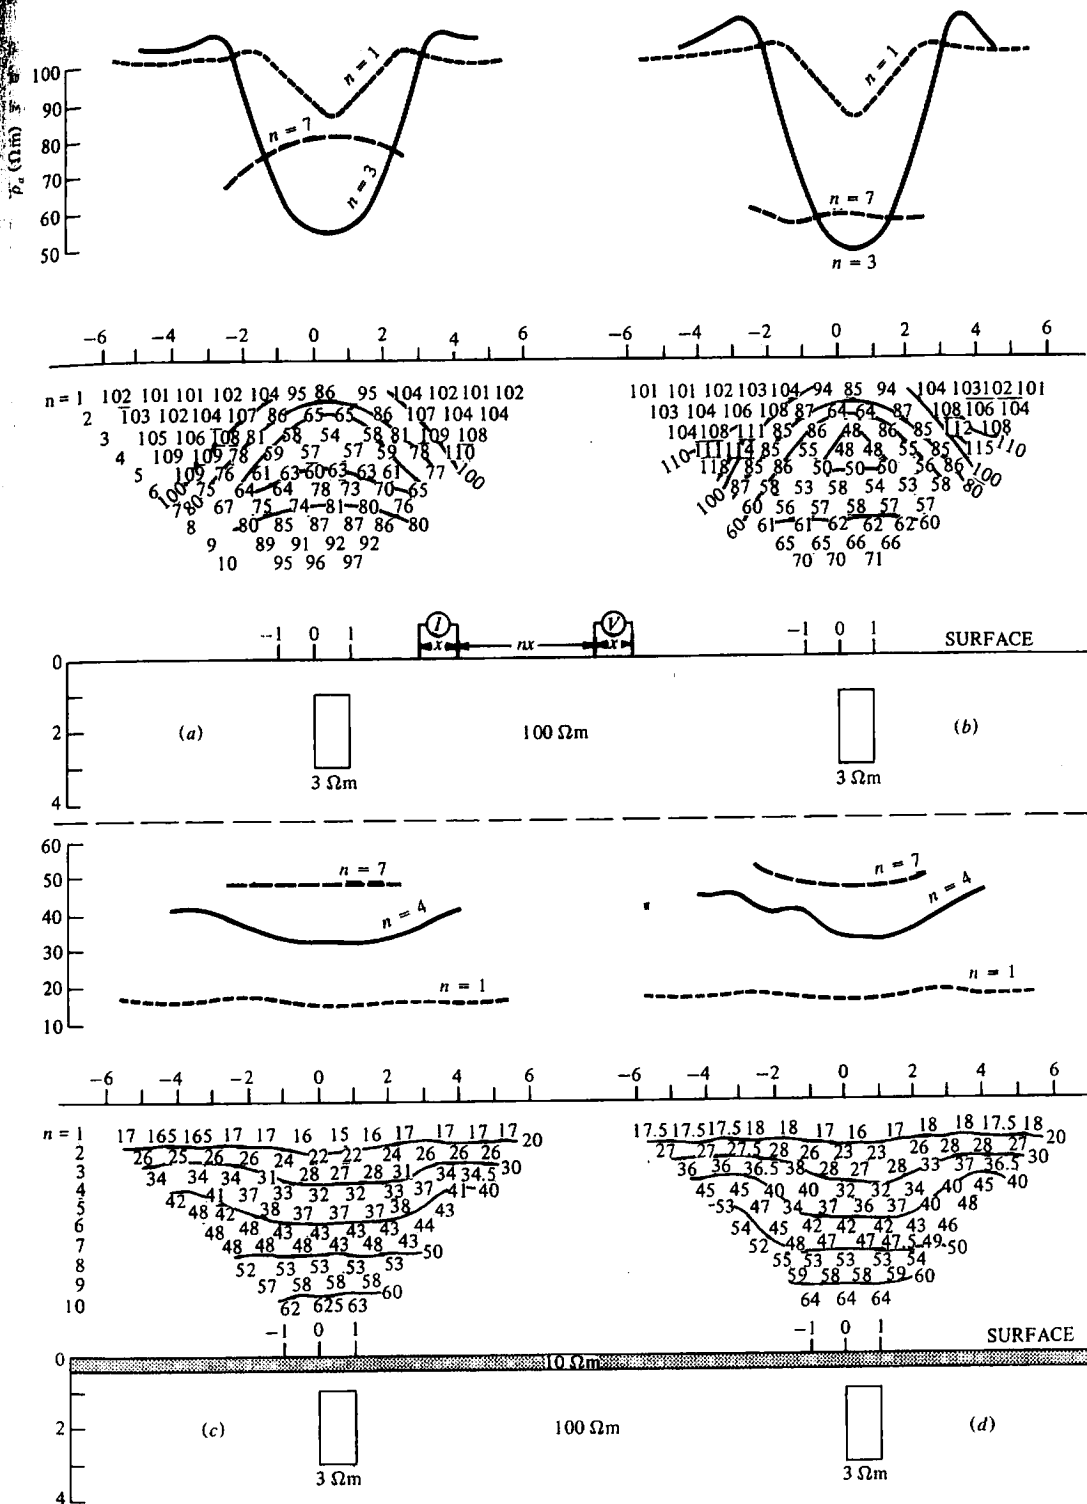 n = 1 n = 1
100
90
n = 7
80
ρa (Ωm)
70
n = 3 n = 7
60
50
n = 3
−6 −4 −2 0 2 4 6 −6 −4 −2 0 2 4 6
n = 1 102 101 101 102 104 95 86 95 104 102 101 102 101 101 102 103 104 94 85 94 104 103 102 101
2 103 102 104 107 86 65 65 86 107 104 104 103 104 106 108 87 64 64 87 108 106 104
3 105 106 108 81 58 54 58 81 109 108 104 108 111 85 86 48 86 85 112 108
4 109 109 78 59 57 57 59 78 110 110 111 114 85 55 48 48 55 85 115 110
5 109 76 61 63 60 63 63 61 77 100 118 85 86 50 50 50 56 86 100
6 100 75 64 64 78 73 70 65 100 87 58 53 58 54 53 58 80
7 80 67 75 74 81 80 76 60 56 57 58 57 57
8 80 85 87 87 86 80 60 61 61 62 62 62 60
9 89 91 92 92 65 65 66 66
10 95 96 97 70 70 71
I V
x nx x
−1 0 1 −1 0 1 SURFACE
0
2 (a) 100 Ωm (b)
3 Ωm 3 Ωm
4
60
n = 7 n = 7
50
n = 4 n = 4
40
30
20
n = 1 n = 1
10
−6 −4 −2 0 2 4 6 −6 −4 −2 0 2 4 6
n = 1 17 165 165 17 17 16 15 16 17 17 17 17 20 17.5 17.5 17.5 18 18 17 16 17 18 18 17.5 18 20
2 26 25 26 26 24 22 22 24 26 26 26 27 27 27.5 28 26 23 23 26 28 28 27
3 34 34 34 31 28 27 28 31 34 34.5 30 36 36 36.5 38 28 27 28 33 37 36.5 30
4 42 41 37 33 32 32 33 37 41 40 45 45 40 40 32 32 34 40 45 40
5 48 42 38 37 37 37 38 43 53 47 34 37 36 37 40 48
6 48 48 43 43 43 43 44 54 45 42 42 42 43 46
7 48 48 48 43 48 43 50 52 48 47 47 47.5 49 50
8 52 53 53 53 53 55 53 53 53 54
9 57 58 58 58 60 59 58 58 59 60
10 62 625 63 64 64 64
−1 0 1 −1 0 1 SURFACE
0 10 Ωm
2 (c) 100 Ωm (d)
3 Ωm 3 Ωm
4